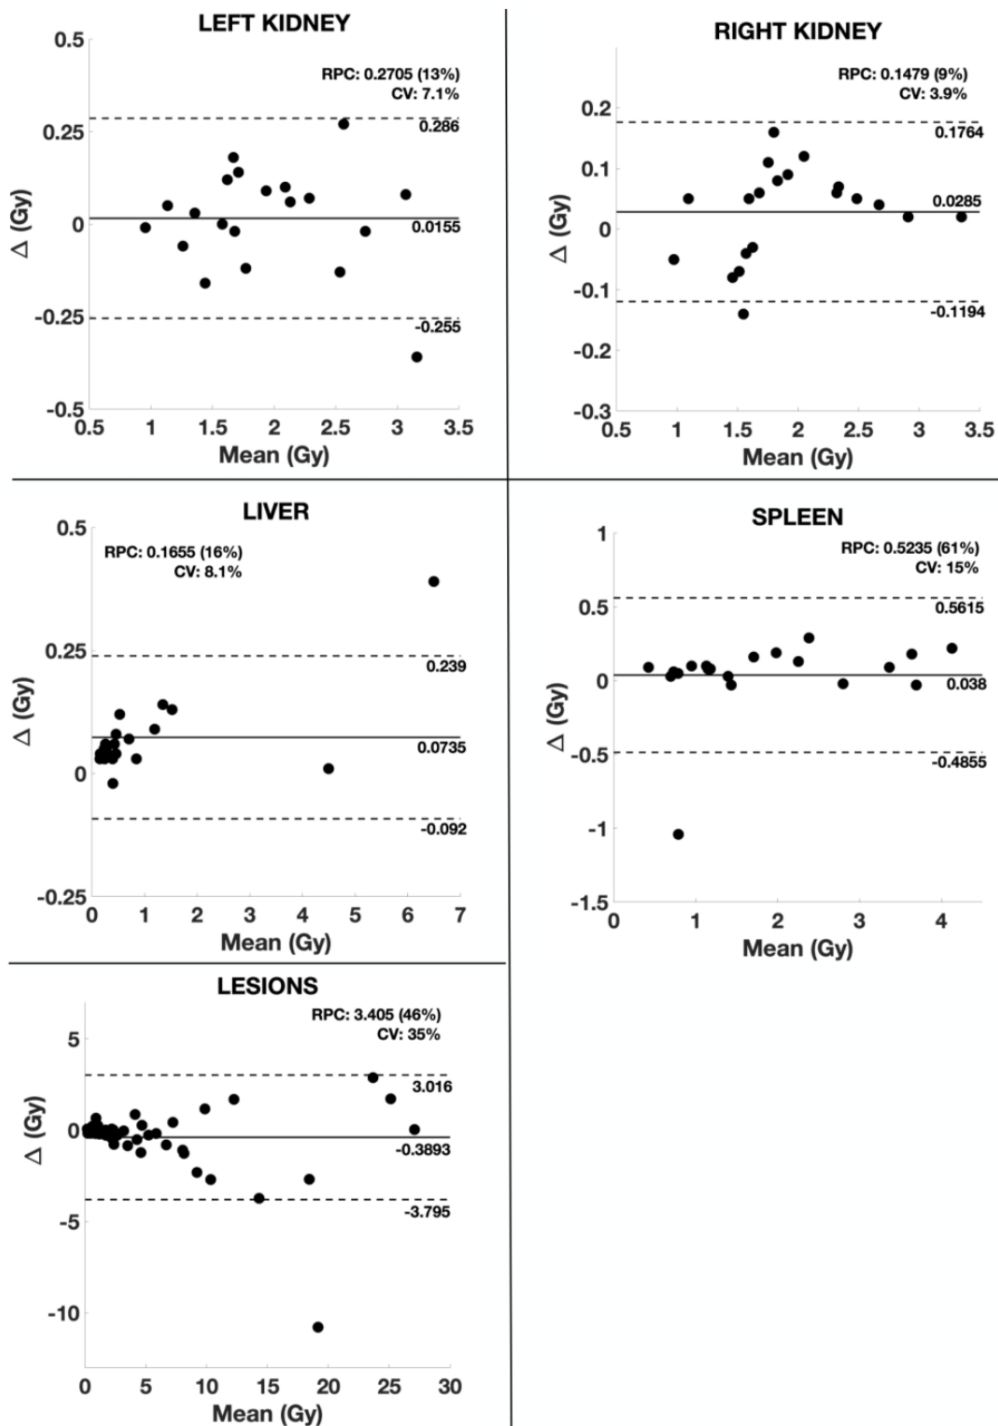 LEFT KIDNEY
RPC: 0.2705 (13%)
CV: 7.1%
0.5
0.25
0
-0.25
-0.5
0.286
0.0155
-0.255
Δ (Gy)
0.5 1 1.5 2 2.5 3 3.5
Mean (Gy)
RIGHT KIDNEY
RPC: 0.1479 (9%)
CV: 3.9%
0.2
0.1
0
-0.1
-0.2
-0.3
0.1764
0.0285
-0.1194
Δ (Gy)
0.5 1 1.5 2 2.5 3 3.5
Mean (Gy)
LIVER
RPC: 0.1655 (16%)
CV: 8.1%
0.5
0.25
0
-0.25
0.239
0.0735
-0.092
Δ (Gy)
0 1 2 3 4 5 6 7
Mean (Gy)
SPLEEN
RPC: 0.5235 (61%)
CV: 15%
1
0.5
0
-0.5
-1
-1.5
0.5615
0.038
-0.4855
Δ (Gy)
0 1 2 3 4
Mean (Gy)
LESIONS
RPC: 3.405 (46%)
CV: 35%
5
0
-5
-10
3.016
-0.3893
-3.795
Δ (Gy)
0 5 10 15 20 25 30
Mean (Gy)